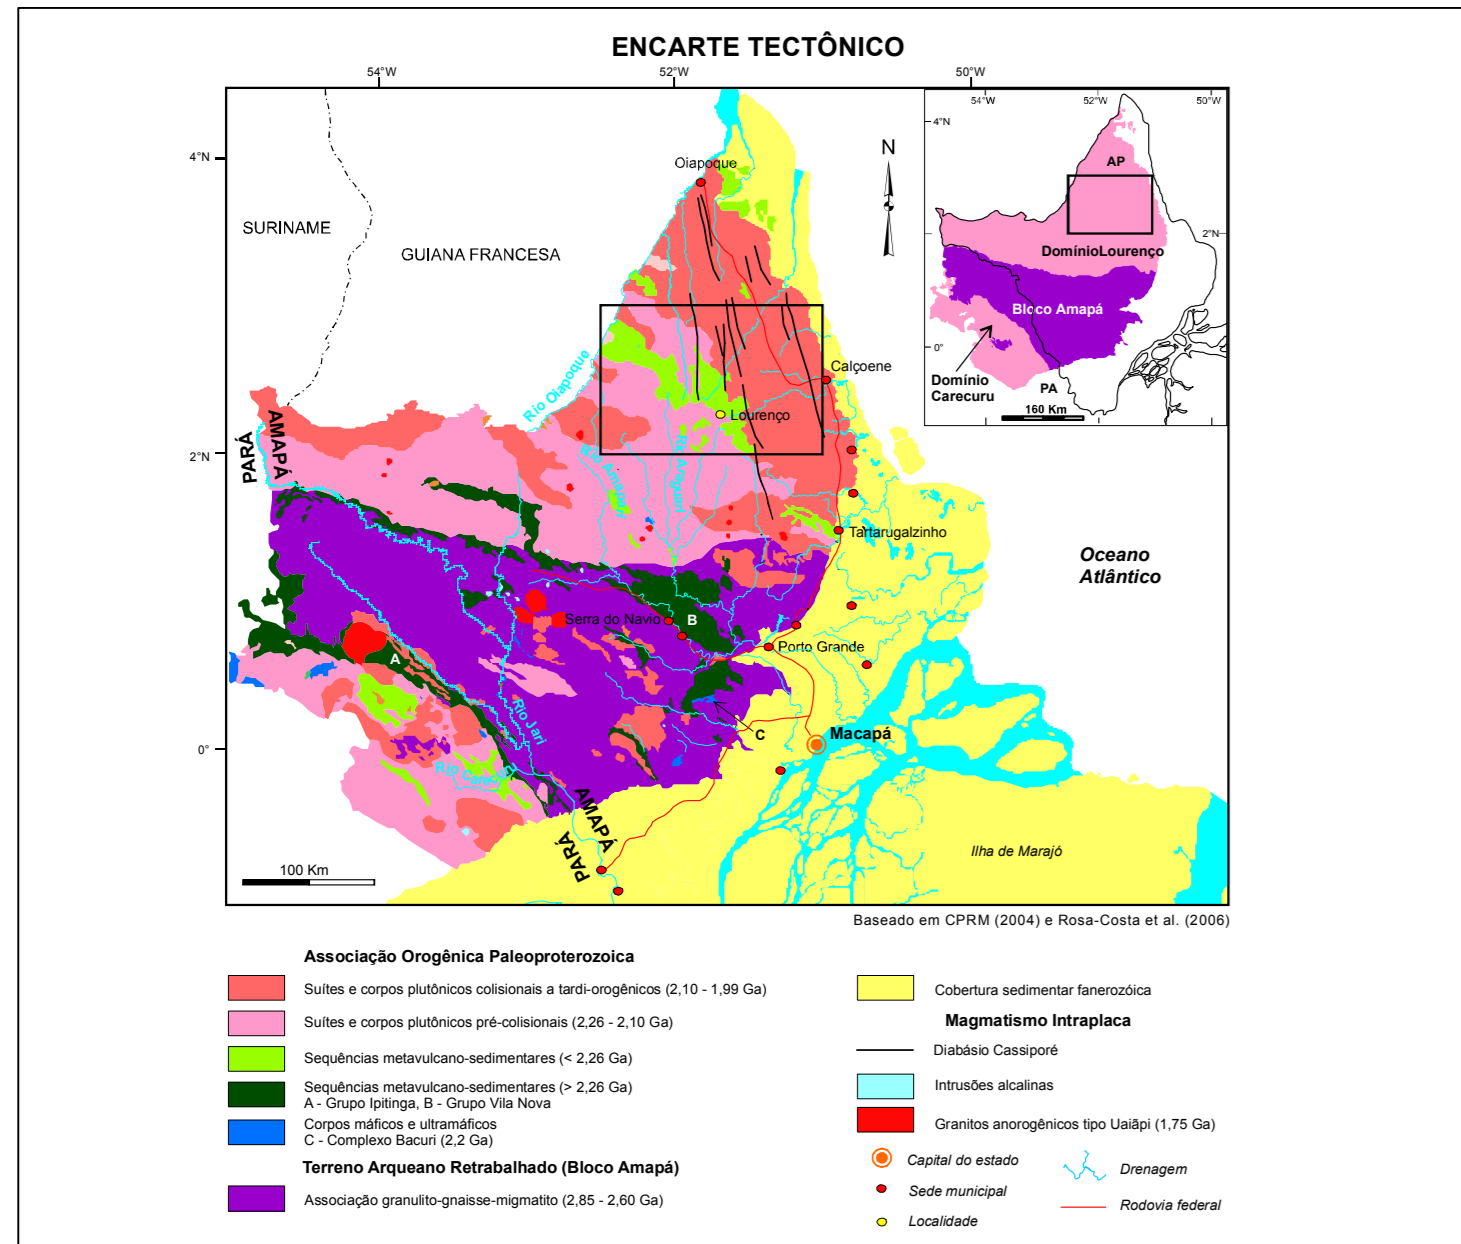 ENCARTE TECTÔNICO
54°W
52°W
50°W
4°N
2°N
0°
SURINAME
GUIANA FRANCESA
Oiapoque
N
Calçoene
Lourenço
Rio Oiapoque
Rio Amapari
Rio Araguari
PARÁ
AMAPÁ
Tartarugalzinho
Oceano
Atlântico
Serra do Navio
B
Porto Grande
A
Rio Jari
C
Macapá
Rio Carecuru
AMAPÁ
PARÁ
Ilha de Marajó
100 Km
54°W
52°W
50°W
4°N
AP
2°N
DomínioLourenço
Bloco Amapá
0°
Domínio
Carecuru
PA
160 Km
Baseado em CPRM (2004) e Rosa-Costa et al. (2006)
Associação Orogênica Paleoproterozoica
Suítes e corpos plutônicos colisionais a tardi-orogênicos (2,10 - 1,99 Ga)
Suítes e corpos plutônicos pré-colisionais (2,26 - 2,10 Ga)
Sequências metavulcano-sedimentares (< 2,26 Ga)
Sequências metavulcano-sedimentares (> 2,26 Ga)
A - Grupo Ipitinga, B - Grupo Vila Nova
Corpos máficos e ultramáficos
C - Complexo Bacuri (2,2 Ga)
Terreno Arqueano Retrabalhado (Bloco Amapá)
Associação granulito-gnaisse-migmatito (2,85 - 2,60 Ga)
Cobertura sedimentar fanerozóica
Magmatismo Intraplaca
Diabásio Cassiporé
Intrusões alcalinas
Granitos anorogênicos tipo Uaiãpi (1,75 Ga)
Capital do estado
Sede municipal
Localidade
Drenagem
Rodovia federal